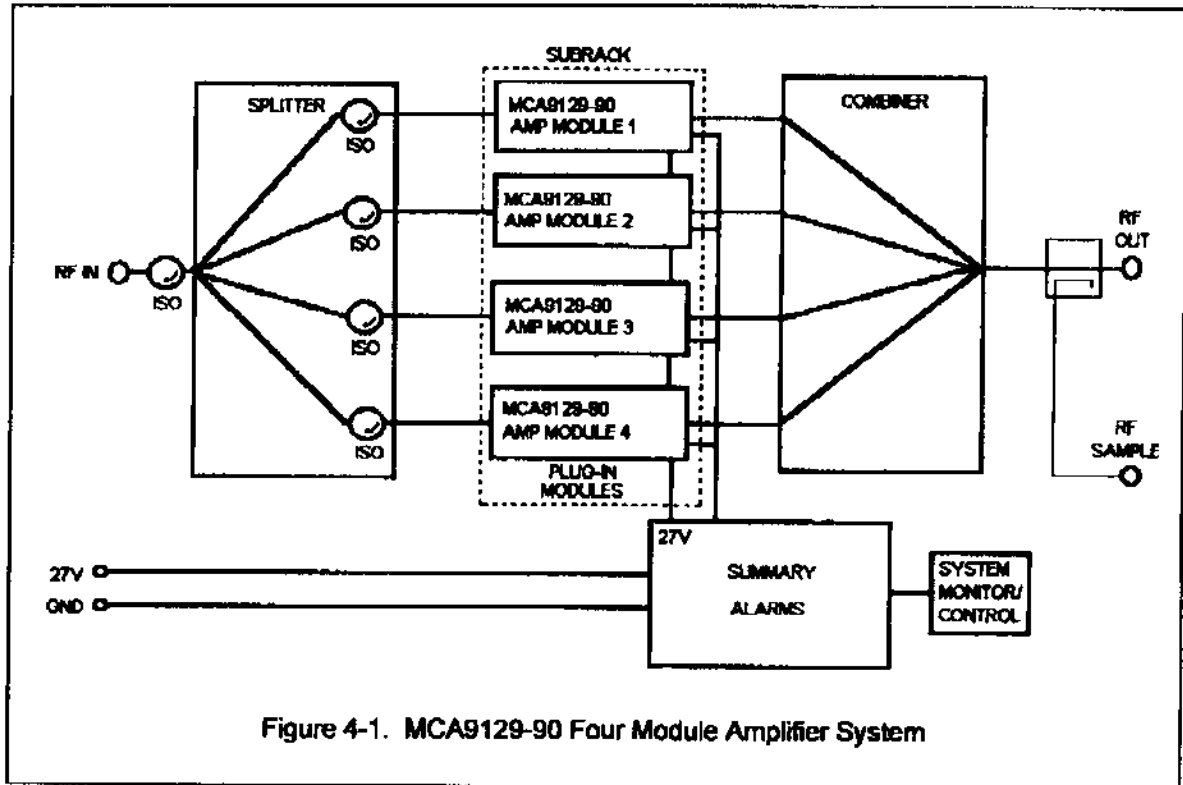 SUBRACK
SPLITTER
ISO
MCA9129-90
AMP MODULE 1
COMBINER
ISO
MCA9129-90
AMP MODULE 2
RF IN
ISO
RF
OUT
ISO
MCA9129-90
AMP MODULE 3
ISO
MCA9129-90
AMP MODULE 4
PLUG-IN
MODULES
RF
SAMPLE
27V
27V
GND
SUMMARY
ALARMS
SYSTEM
MONITOR/
CONTROL
Figure 4-1. MCA9129-90 Four Module Amplifier System